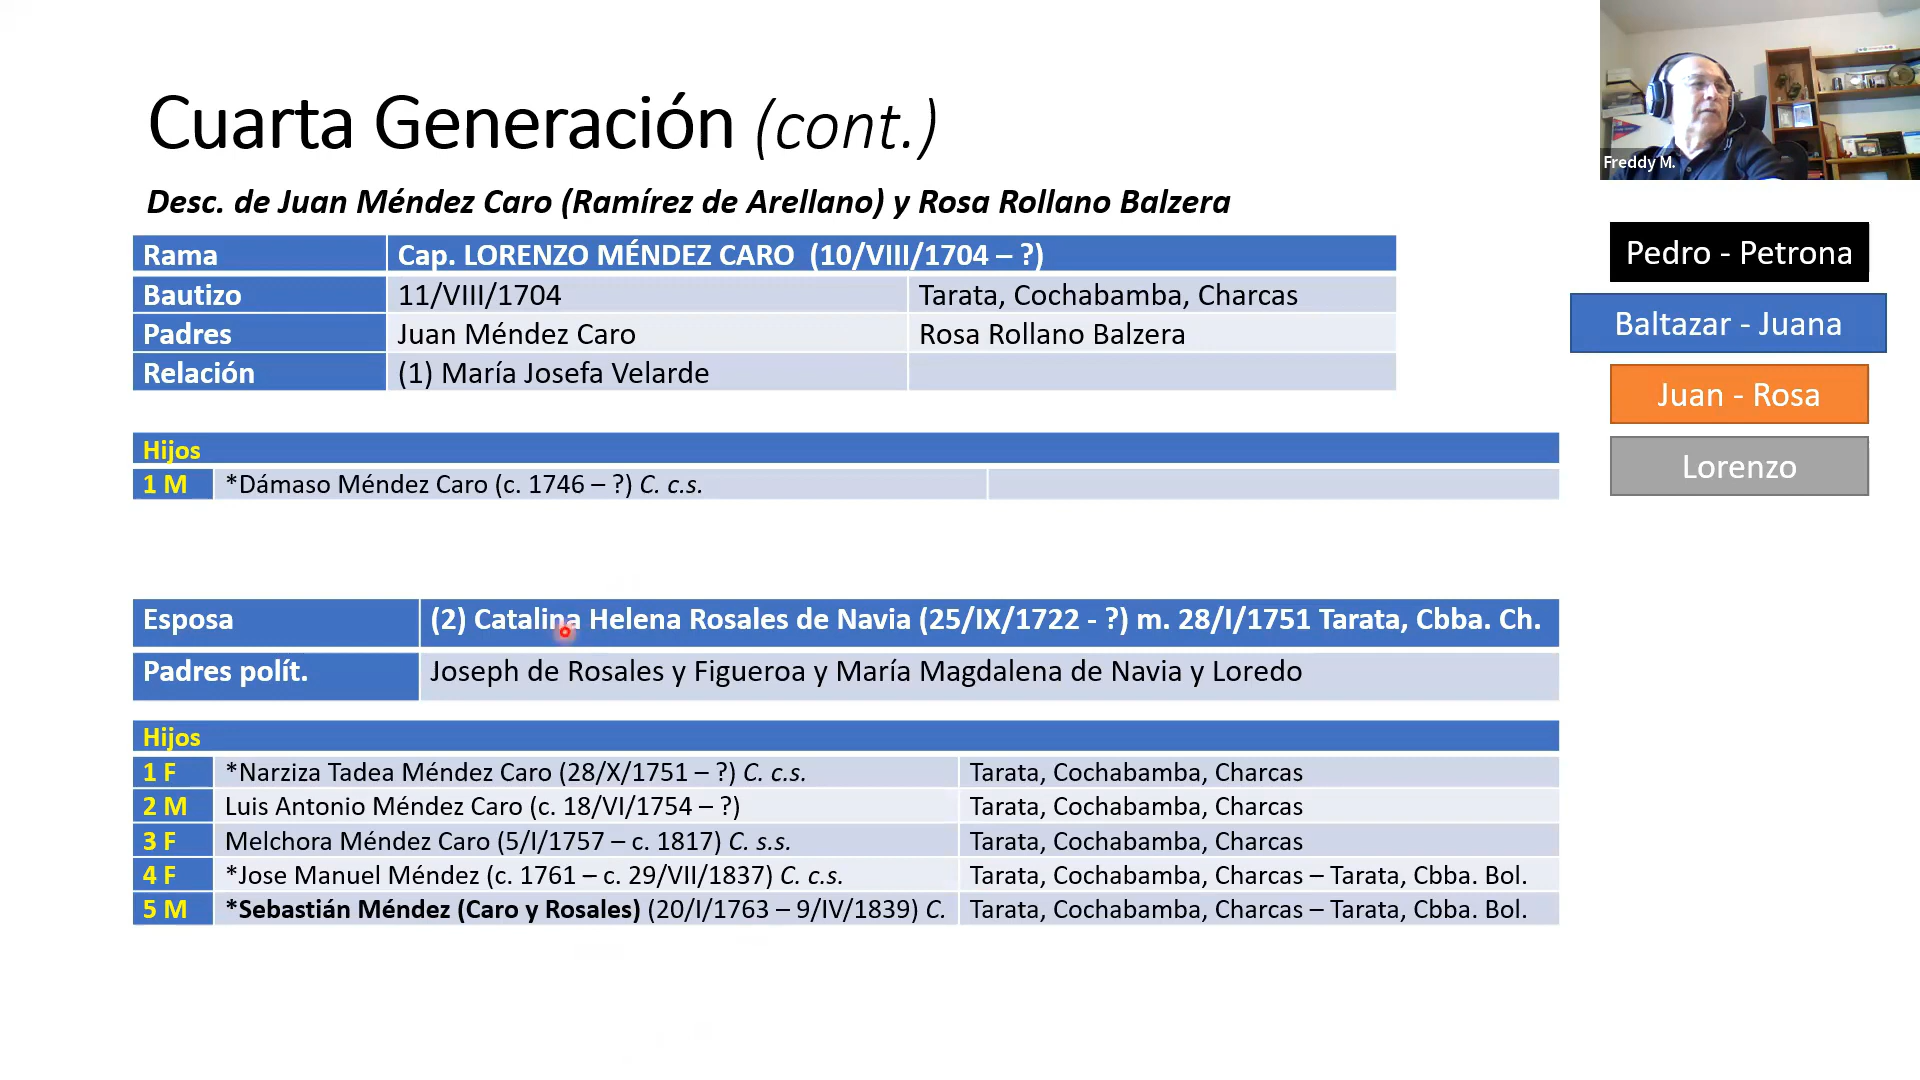 Cuarta Generación (cont.)
Desc. de Juan Méndez Caro (Ramírez de Arellano) y Rosa Rollano Balzera
Rama Cap. LORENZO MÉNDEZ CARO (10/VIII/1704 – ?)
Bautizo 11/VIII/1704 Tarata, Cochabamba, Charcas
Padres Juan Méndez Caro Rosa Rollano Balzera
Relación (1) María Josefa Velarde
Hijos
1 M *Dámaso Méndez Caro (c. 1746 – ?) C. c.s.
Esposa (2) Catalina Helena Rosales de Navia (25/IX/1722 - ?) m. 28/I/1751 Tarata, Cbba. Ch.
Padres polít. Joseph de Rosales y Figueroa y María Magdalena de Navia y Loredo
Hijos
1 F *Narziza Tadea Méndez Caro (28/X/1751 – ?) C. c.s. Tarata, Cochabamba, Charcas
2 M Luis Antonio Méndez Caro (c. 18/VI/1754 – ?) Tarata, Cochabamba, Charcas
3 F Melchora Méndez Caro (5/I/1757 – c. 1817) C. s.s. Tarata, Cochabamba, Charcas
4 F *Jose Manuel Méndez (c. 1761 – c. 29/VII/1837) C. c.s. Tarata, Cochabamba, Charcas – Tarata, Cbba. Bol.
5 M *Sebastián Méndez (Caro y Rosales) (20/I/1763 – 9/IV/1839) C. Tarata, Cochabamba, Charcas – Tarata, Cbba. Bol.
Freddy M.
Pedro - Petrona
Baltazar - Juana
Juan - Rosa
Lorenzo